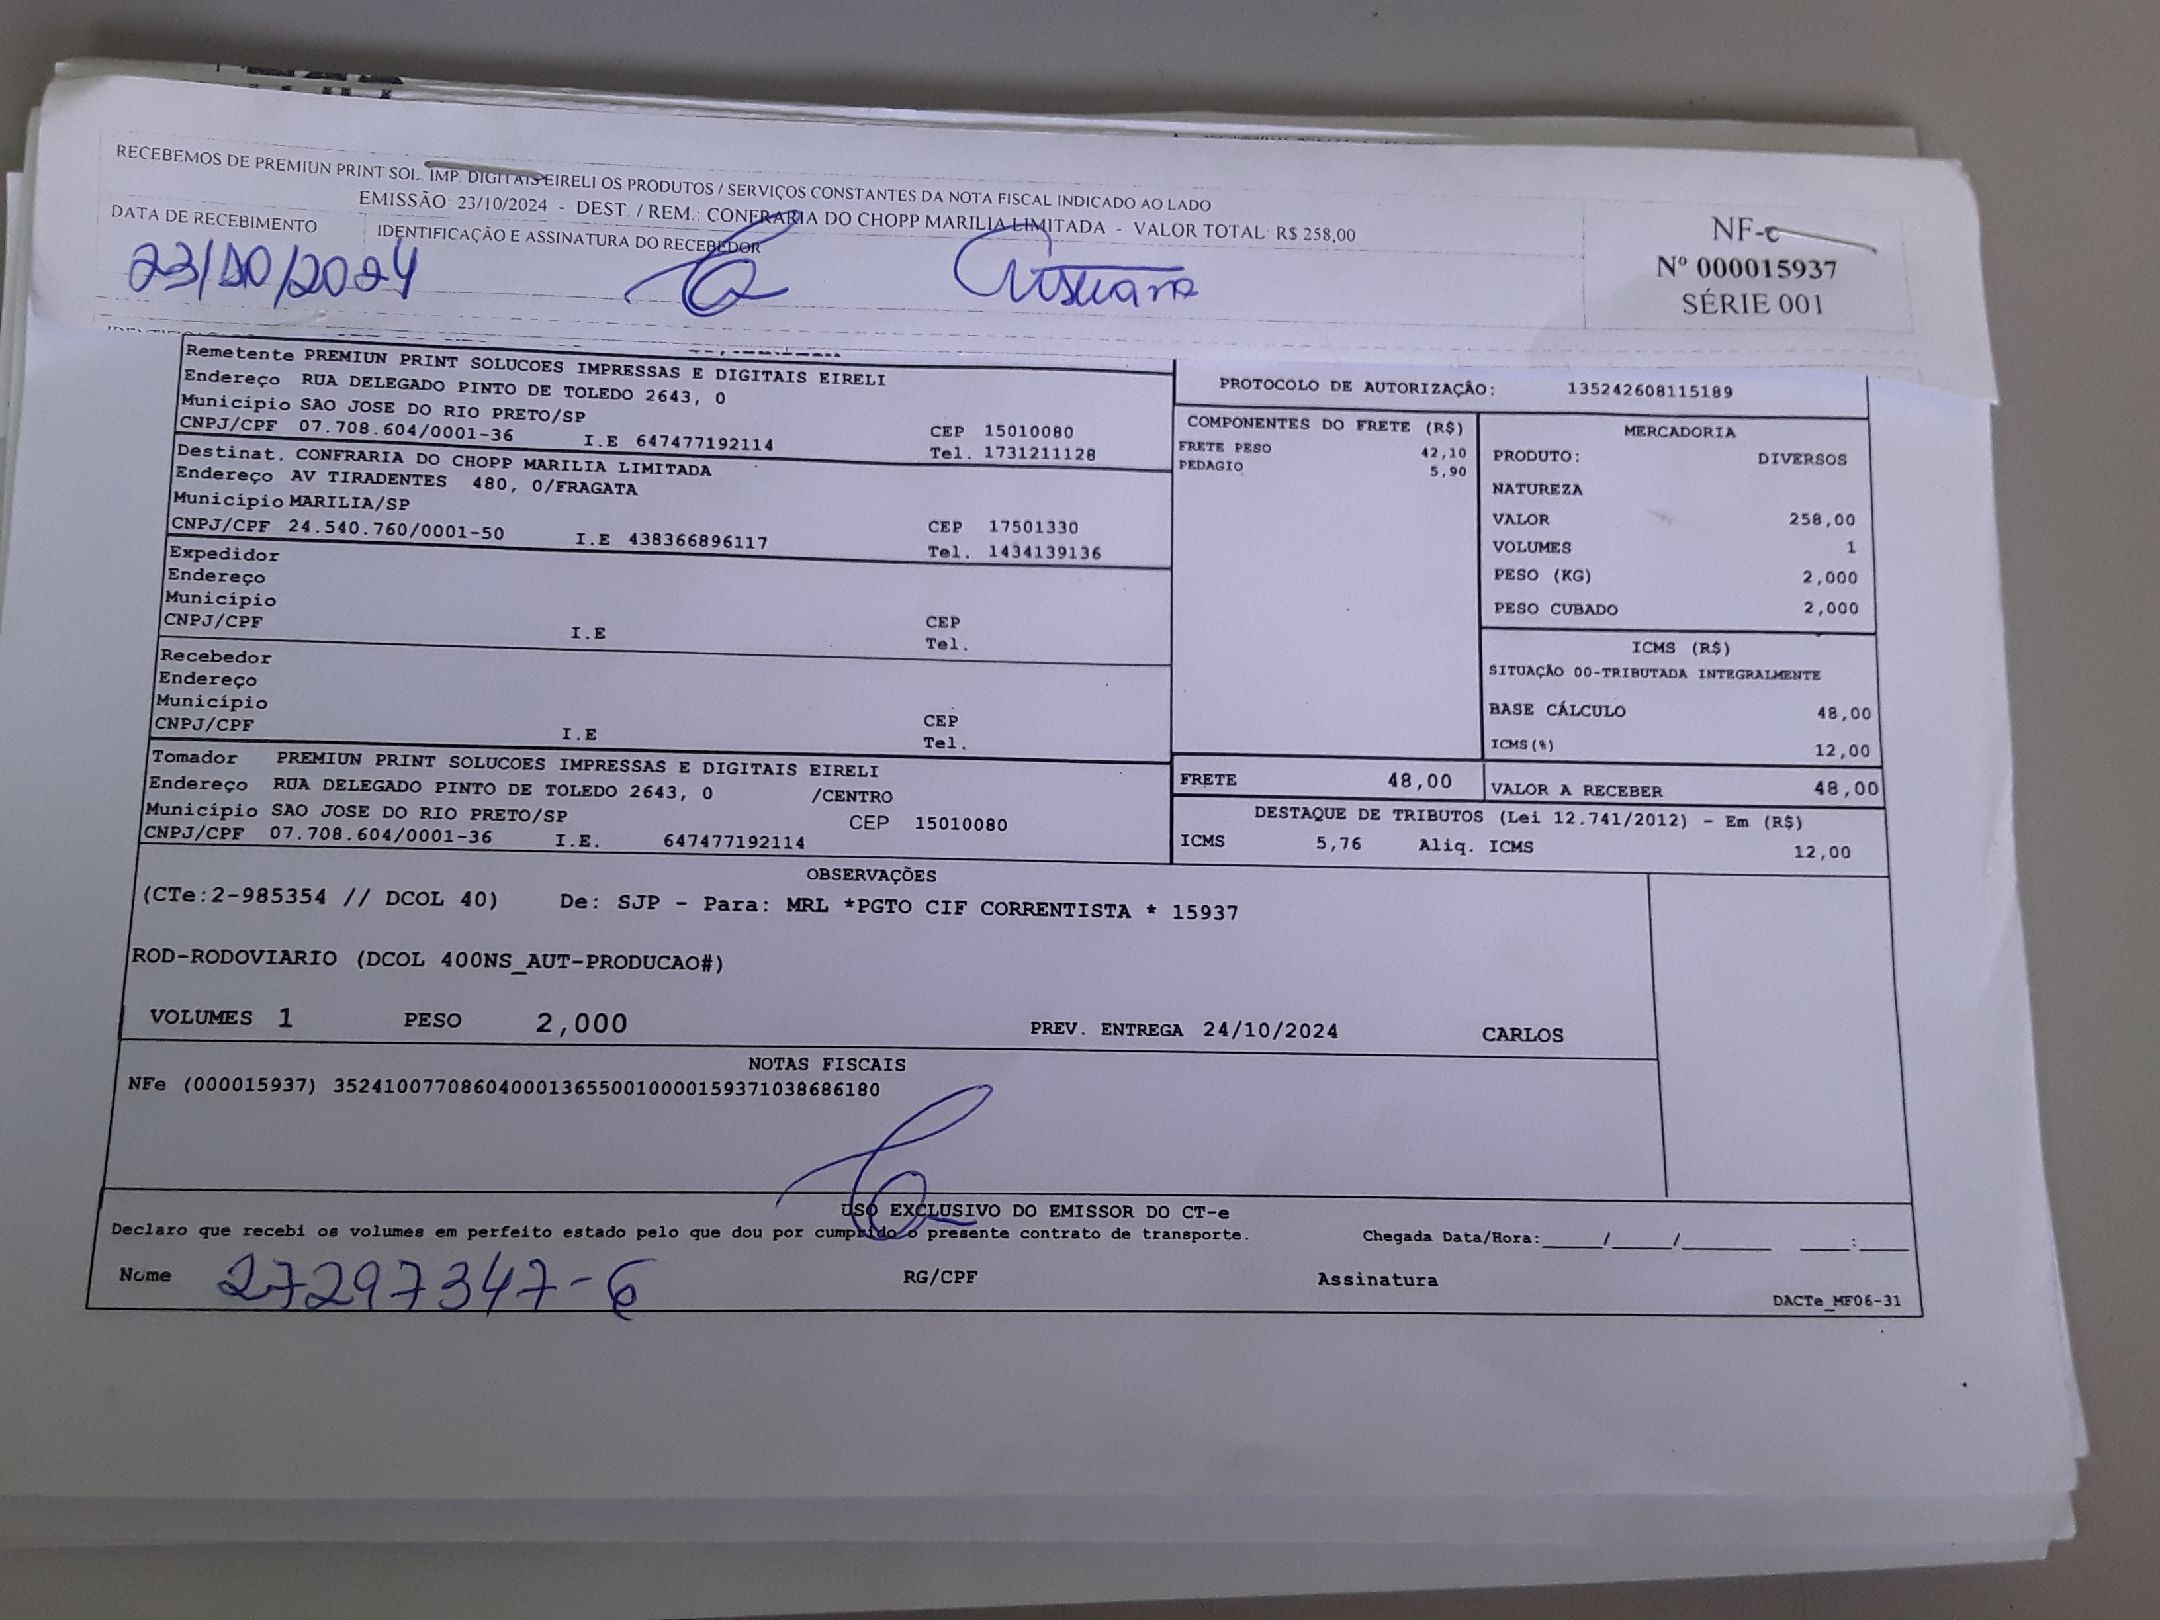 RECEBEMOS DE PREMIUN PRINT SOL. IMP. DIGITAIS EIRELI OS PRODUTOS / SERVIÇOS CONSTANTES DA NOTA FISCAL INDICADO AO LADO
EMISSÃO: 23/10/2024 - DEST. / REM.: CONFRARIA DO CHOPP MARILIA LIMITADA - VALOR TOTAL: R$ 258,00
DATA DE RECEBIMENTO
IDENTIFICAÇÃO E ASSINATURA DO RECEBEDOR
NF-e
Nº 000015937
SÉRIE 001
23/10/2024
Remetente PREMIUN PRINT SOLUCOES IMPRESSAS E DIGITAIS EIRELI
Endereço RUA DELEGADO PINTO DE TOLEDO 2643, 0
Município SAO JOSE DO RIO PRETO/SP
CEP 15010080
CNPJ/CPF 07.708.604/0001-36 I.E 647477192114 Tel. 1731211128
Destinat. CONFRARIA DO CHOPP MARILIA LIMITADA
Endereço AV TIRADENTES 480, 0/FRAGATA
Município MARILIA/SP
CEP 17501330
CNPJ/CPF 24.540.760/0001-50 I.E 438366896117 Tel. 1434139136
Expedidor
Endereço
Município
CEP
CNPJ/CPF I.E Tel.
Recebedor
Endereço
Município
CEP
CNPJ/CPF I.E Tel.
Tomador PREMIUN PRINT SOLUCOES IMPRESSAS E DIGITAIS EIRELI
Endereço RUA DELEGADO PINTO DE TOLEDO 2643, 0 /CENTRO
Município SAO JOSE DO RIO PRETO/SP CEP 15010080
CNPJ/CPF 07.708.604/0001-36 I.E. 647477192114
PROTOCOLO DE AUTORIZAÇÃO: 135242608115189
COMPONENTES DO FRETE (R$)
FRETE PESO 42,10
PEDAGIO 5,90
MERCADORIA
PRODUTO: DIVERSOS
NATUREZA
VALOR 258,00
VOLUMES 1
PESO (KG) 2,000
PESO CUBADO 2,000
ICMS (R$)
SITUAÇÃO 00-TRIBUTADA INTEGRALMENTE
BASE CÁLCULO 48,00
ICMS(%) 12,00
FRETE 48,00 VALOR A RECEBER 48,00
DESTAQUE DE TRIBUTOS (Lei 12.741/2012) - Em (R$)
ICMS 5,76 Aliq. ICMS 12,00
OBSERVAÇÕES
(CTe:2-985354 // DCOL 40) De: SJP - Para: MRL *PGTO CIF CORRENTISTA * 15937
ROD-RODOVIARIO (DCOL 400NS_AUT-PRODUCAO#)
VOLUMES 1 PESO 2,000 PREV. ENTREGA 24/10/2024 CARLOS
NOTAS FISCAIS
NFe (000015937) 35241007708604000136550010000159371038686180
USO EXCLUSIVO DO EMISSOR DO CT-e
Declaro que recebi os volumes em perfeito estado pelo que dou por cumprido o presente contrato de transporte. Chegada Data/Hora:_____/_____/________ ____:____
Nome 27297347-6 RG/CPF Assinatura
DACTe_MF06-31